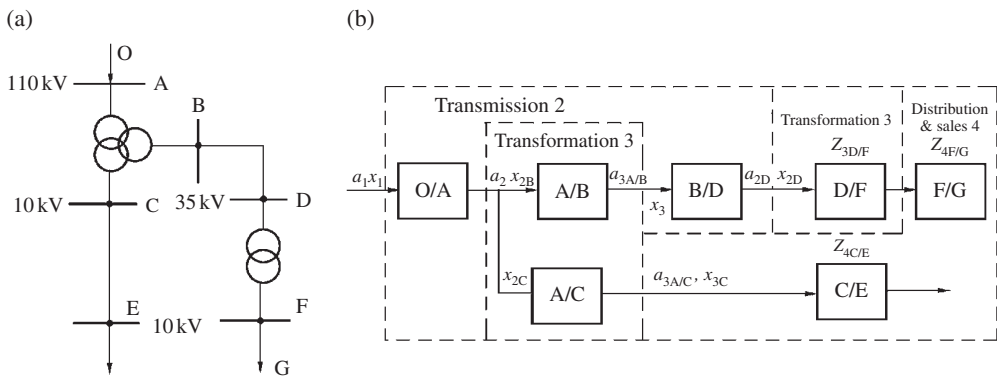 (a)
O
110 kV
A
B
10 kV
C
35 kV
D
E
10 kV
F
G
(b)
Transmission 2
Transformation 3
Transformation 3
Distribution
& sales 4
Z3D/F
Z4F/G
a1x1
O/A
a2 x2B
A/B
a3A/B
x3
B/D
a2D
x2D
D/F
F/G
x2C
A/C
a3A/C, x3C
Z4C/E
C/E